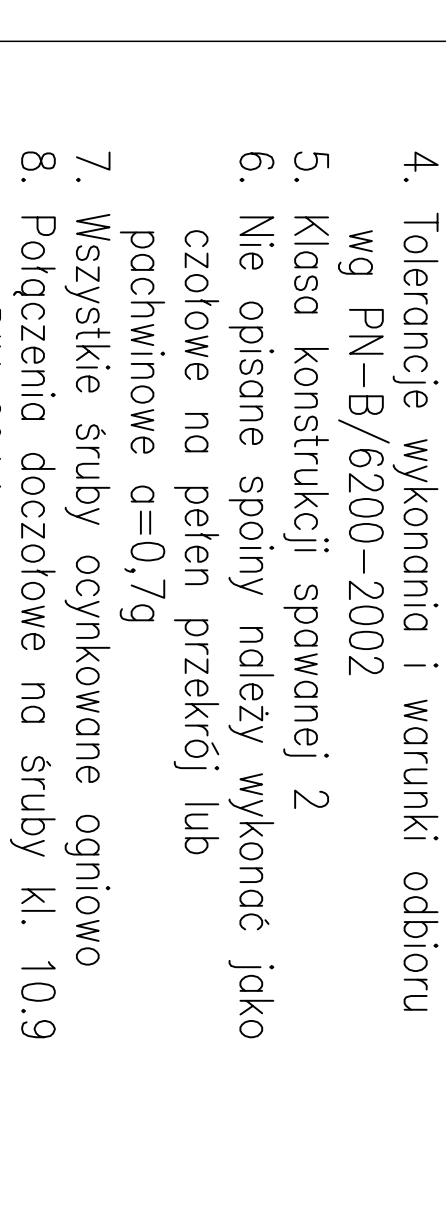 4. Tolerancje wykonania i warunki odbioru
wg PN-B/6200-2002
5. Klasa konstrukcji spawanej 2
6. Nie opisane spoiny należy wykonać jako
czołowe na pełen przekrój lub
pachwinowe a=0,7g
7. Wszystkie śruby ocynkowane ogniowo
8. Połączenia doczołowe na śruby kl. 10.9